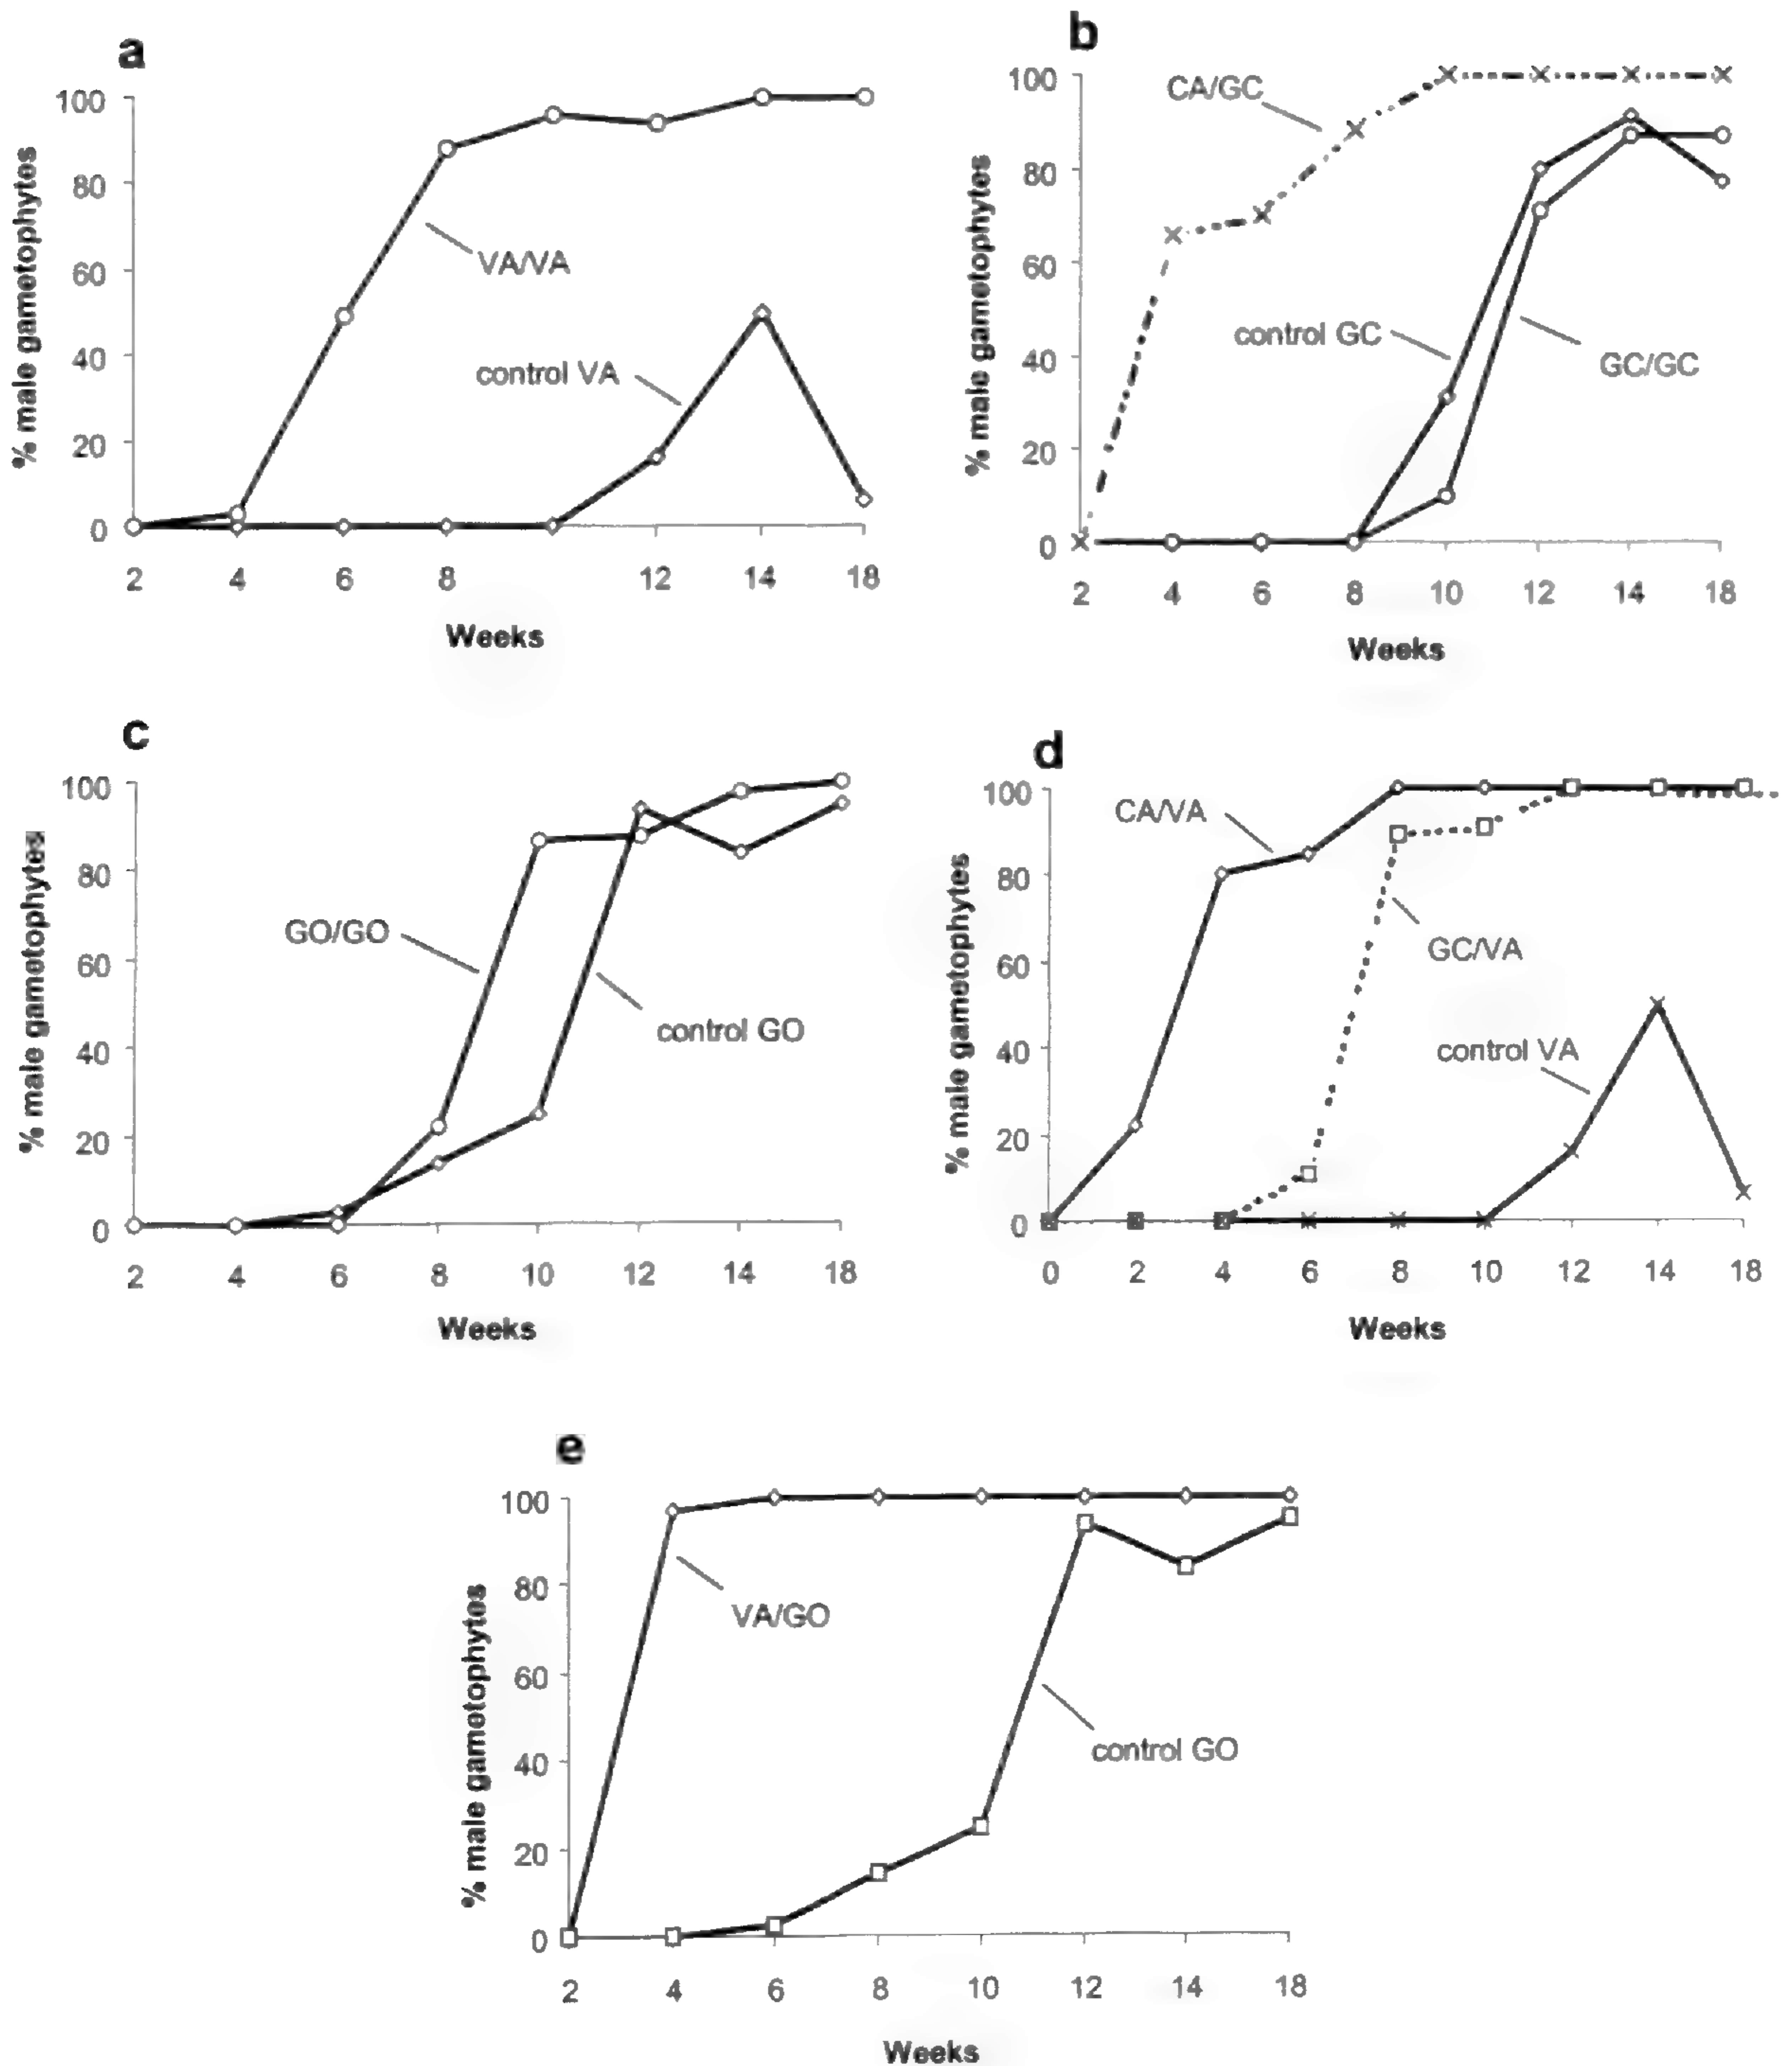 a
100
80
60
40
20
0
% male gametophytes
VA/VA
control VA
2 4 6 8 12 14 18
Weeks
b
100
80
60
40
20
0
% male gametophytes
CA/GC
control GC
GC/GC
2 4 6 8 10 12 14 18
Weeks
c
100
80
60
40
20
0
% male gametophytes
GO/GO
control GO
2 4 6 8 10 12 14 18
Weeks
d
100
80
60
40
20
0
% male gametophytes
CA/VA
GC/VA
control VA
0 2 4 6 8 10 12 14 18
Weeks
e
100
80
60
40
20
0
% male gametophytes
VA/GO
control GO
2 4 6 8 10 12 14 18
Weeks